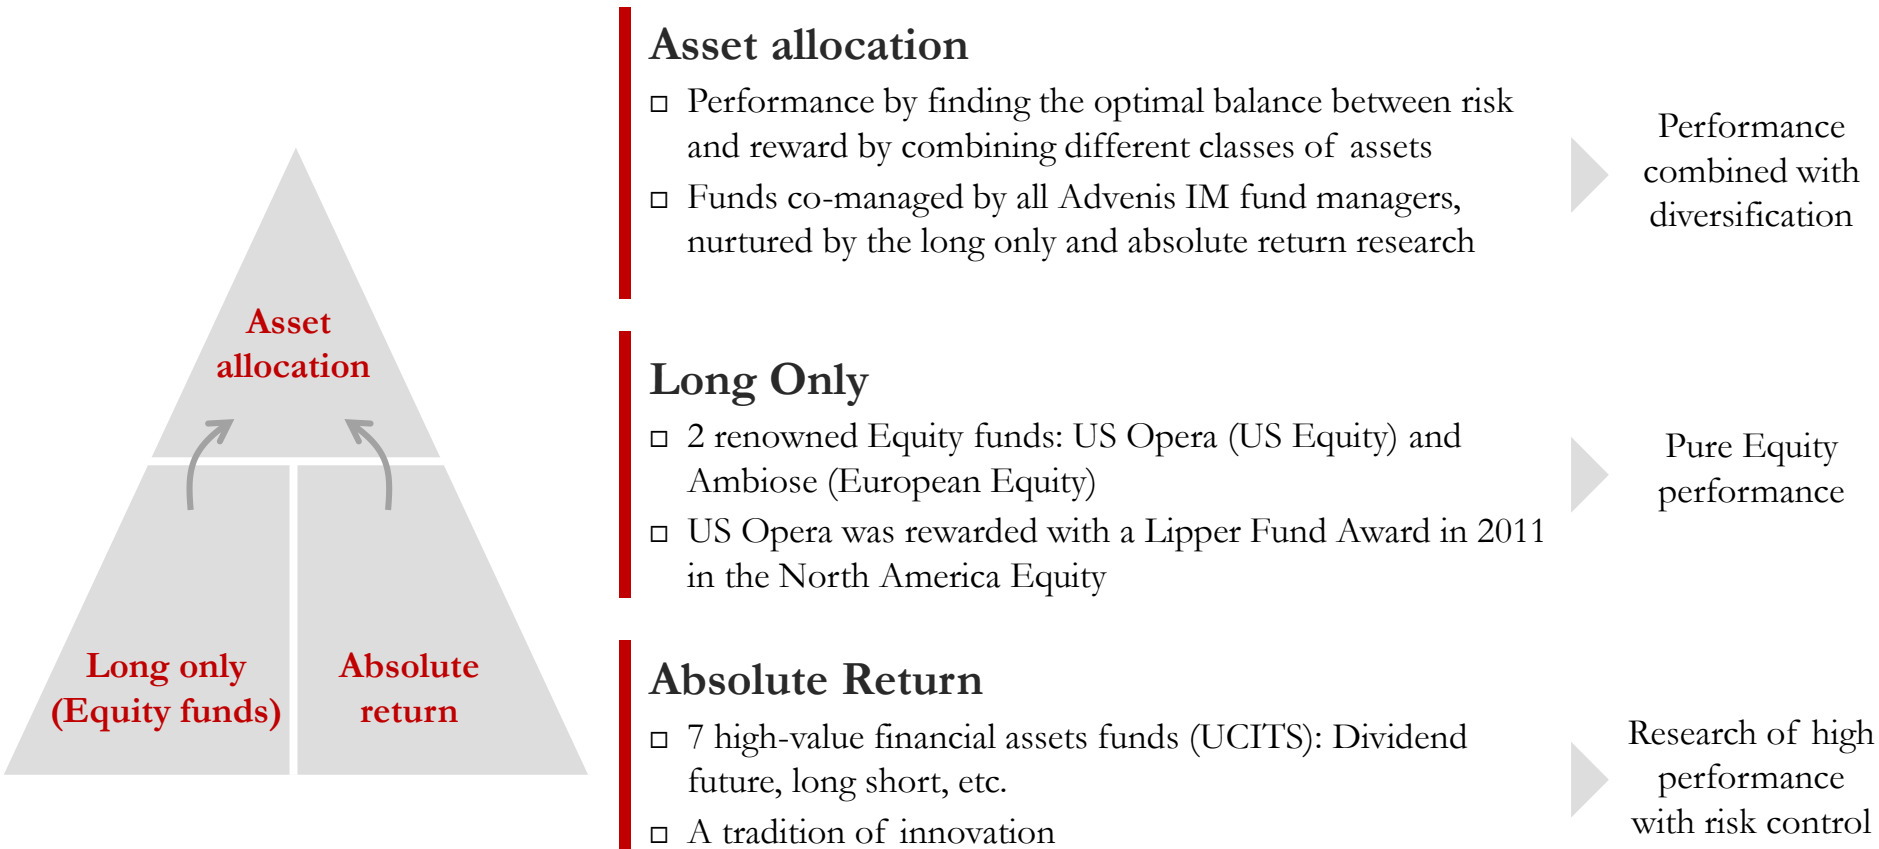 Asset
allocation
Long only
(Equity funds)
Absolute
return
Asset allocation
□ Performance by finding the optimal balance between risk
and reward by combining different classes of assets
□ Funds co-managed by all Advenis IM fund managers,
nurtured by the long only and absolute return research
Performance
combined with
diversification
Long Only
□ 2 renowned Equity funds: US Opera (US Equity) and
Ambiose (European Equity)
□ US Opera was rewarded with a Lipper Fund Award in 2011
in the North America Equity
Pure Equity
performance
Absolute Return
□ 7 high-value financial assets funds (UCITS): Dividend
future, long short, etc.
□ A tradition of innovation
Research of high
performance
with risk control